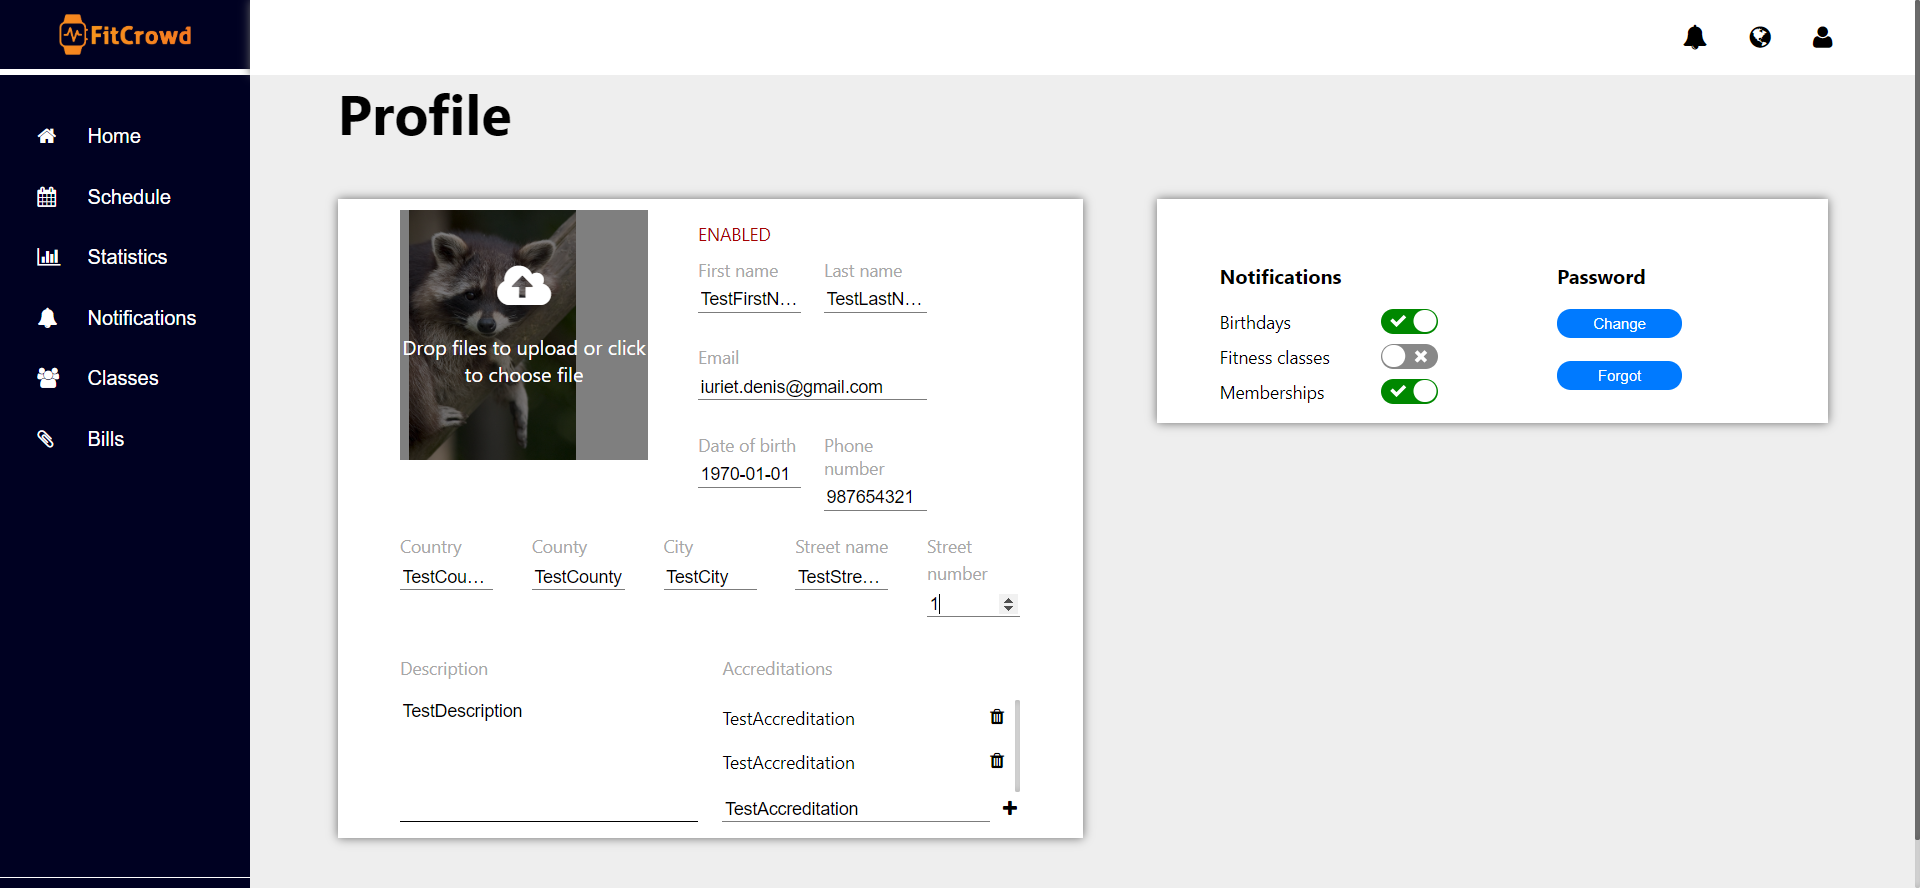 FitCrowd
Home
Schedule
Statistics
Notifications
Classes
Bills
Profile
Drop files to upload or click
to choose file
ENABLED
First name
Last name
TestFirstN...
TestLastN...
Email
iuriet.denis@gmail.com
Date of birth
Phone
number
1970-01-01
987654321
Country
County
City
Street name
Street
number
TestCou...
TestCounty
TestCity
TestStre...
1
Description
TestDescription
Accreditations
TestAccreditation
TestAccreditation
TestAccreditation
Notifications
Birthdays
Fitness classes
Memberships
Password
Change
Forgot